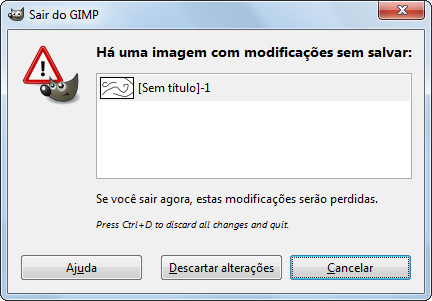 Sair do GIMP
Há uma imagem com modificações sem salvar:
[Sem título]-1
Se você sair agora, estas modificações serão perdidas.
Press Ctrl+D to discard all changes and quit.
Ajuda
Descartar alterações
Cancelar